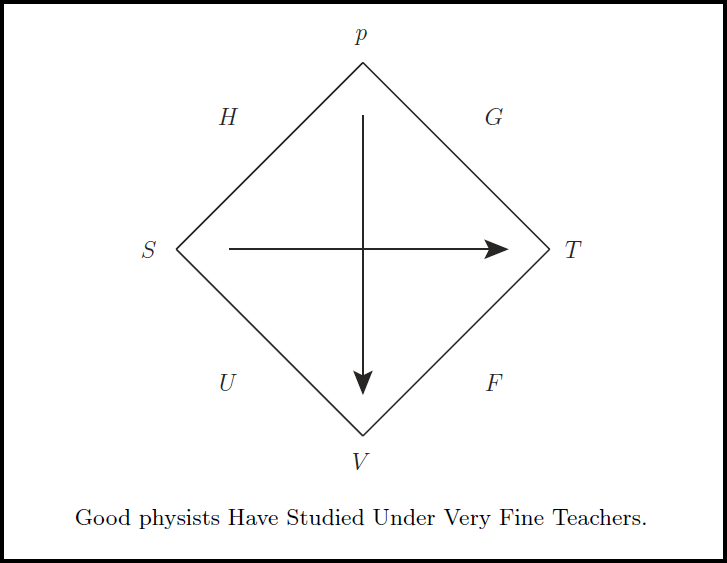 p
H G
S T
U F
V
Good physists Have Studied Under Very Fine Teachers.